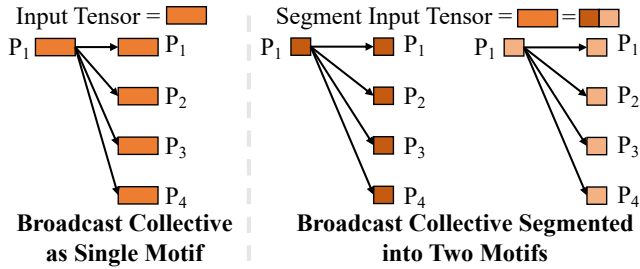 Input Tensor =
P1
P1
P2
P3
P4
Broadcast Collective
as Single Motif
Segment Input Tensor = =
P1
P1
P2
P3
P4
P1
P1
P2
P3
P4
Broadcast Collective Segmented
into Two Motifs